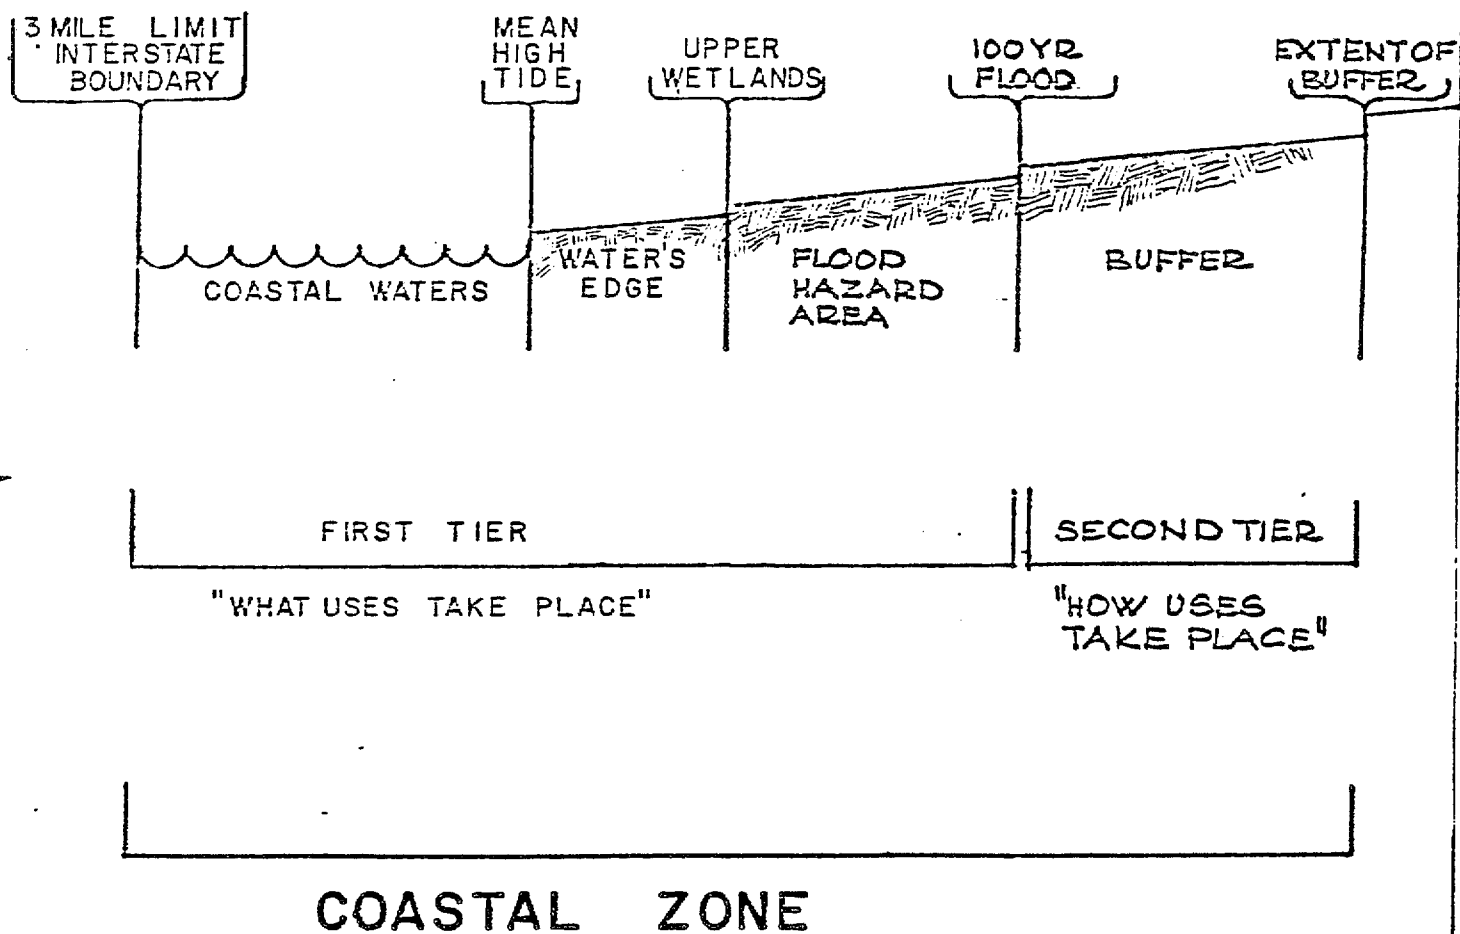 3 MILE LIMIT
INTERSTATE
BOUNDARY
MEAN
HIGH
TIDE
UPPER
WETLANDS
100 YR
FLOOD
EXTENT OF
BUFFER
COASTAL WATERS
WATER'S
EDGE
FLOOD
HAZARD
AREA
BUFFER
FIRST TIER
SECOND TIER
"WHAT USES TAKE PLACE"
"HOW USES
TAKE PLACE"
COASTAL ZONE